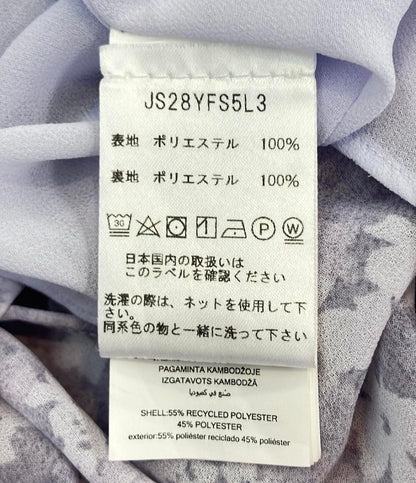 JS28YFS5L3
表地 ポリエステル 100%
裏地 ポリエステル 100%
30 1 P W
日本国内の取扱いは
このラベルを確認ください
洗濯の際は、ネットを使用して下
さい。
同系色の物と一緒に洗って下さい
PAGAMINTA KAMBODŽOJE
IZGATAVOTS KAMBODŽĀ
صنع في كمبوديا
SHELL:55% RECYCLED POLYESTER
45% POLYESTER
exterior:55% poliéster reciclado 45% poliéster